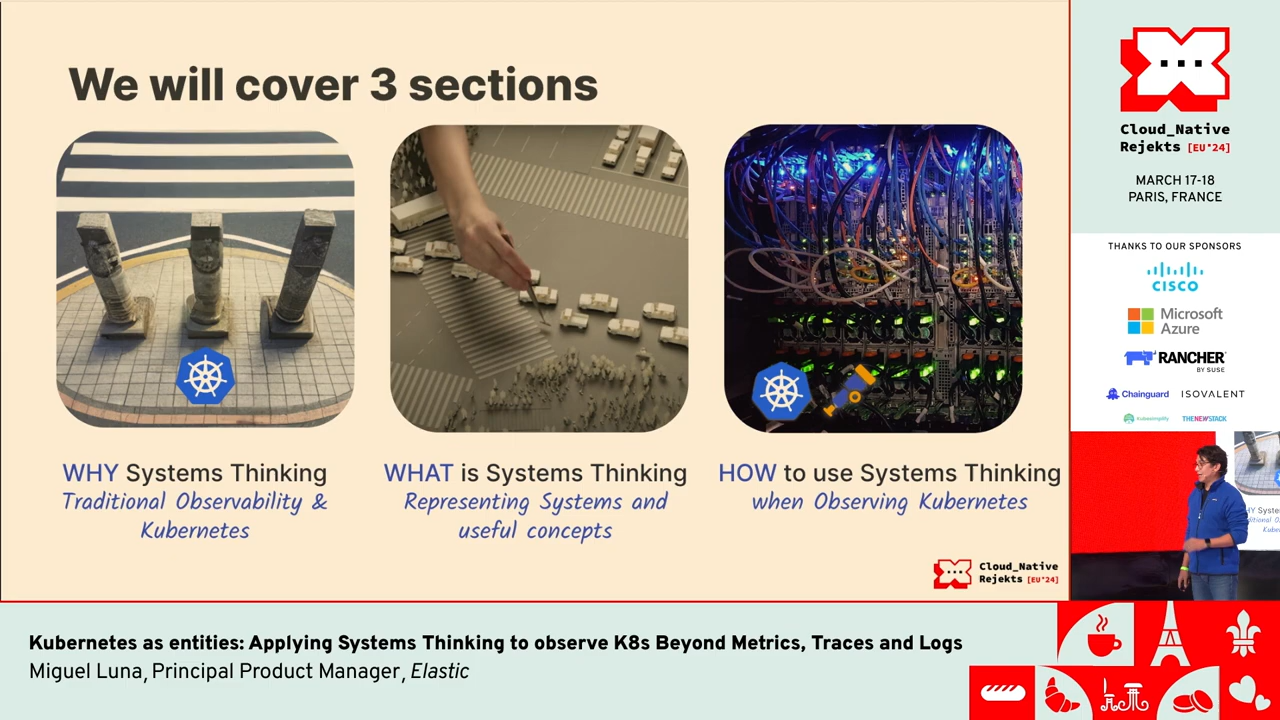 We will cover 3 sections
WHY Systems Thinking
Traditional Observability &
Kubernetes
WHAT is Systems Thinking
Representing Systems and
useful concepts
HOW to use Systems Thinking
when Observing Kubernetes
Cloud_Native
Rejekts [EU'24]
Kubernetes as entities: Applying Systems Thinking to observe K8s Beyond Metrics, Traces and Logs
Miguel Luna, Principal Product Manager, Elastic
Cloud_Native
Rejekts [EU'24]
MARCH 17-18
PARIS, FRANCE
THANKS TO OUR SPONSORS
CISCO
Microsoft
Azure
RANCHER
BY SUSE
Chainguard ISOVALENT
kubesimplify THENEWSTACK